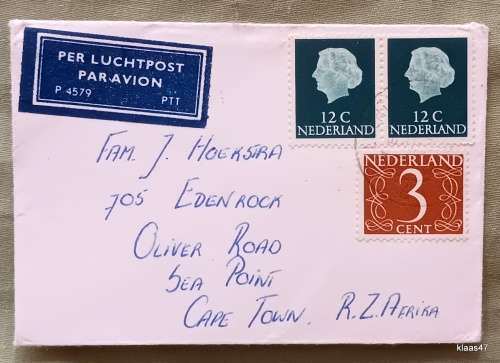 PER LUCHTPOST
PAR AVION
P 4579 PTT
12 C
NEDERLAND
12 C
NEDERLAND
NEDERLAND
3
CENT
FAM. J. HOEKSTRA
705 EDENROCK
OLIVER ROAD
SEA POINT
CAPE TOWN. R.Z. AFRIKA
klaas47